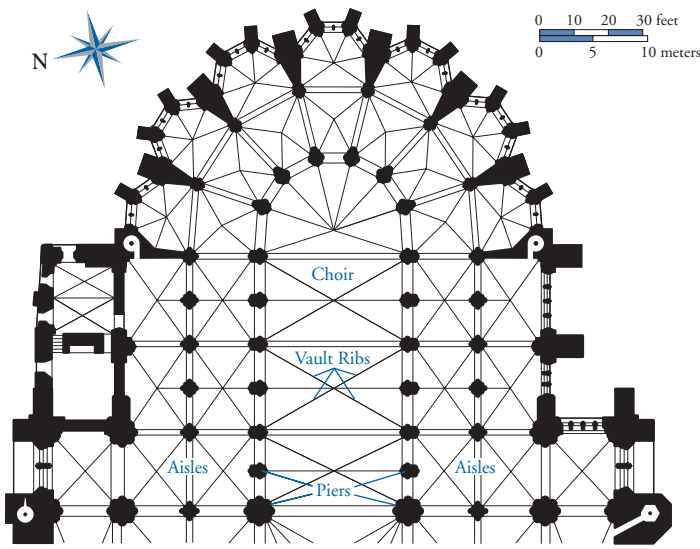 N
0 10 20 30 feet
0 5 10 meters
Choir
Vault Ribs
Aisles
Aisles
Piers